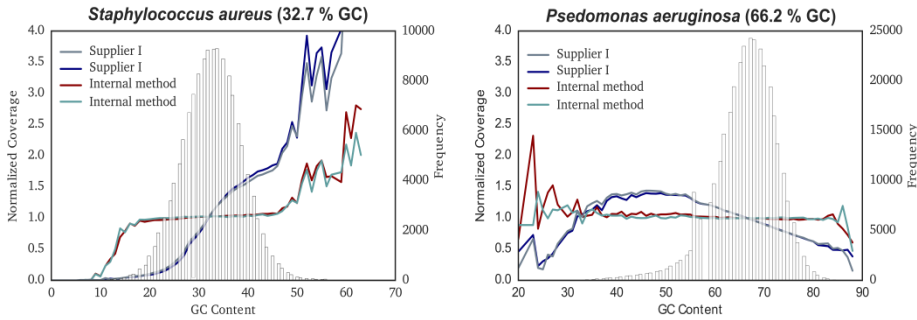 Staphylococcus aureus (32.7 % GC)
4.0
3.5
3.0
2.5
2.0
1.5
1.0
0.5
0.0
Normalized Coverage
Supplier I
Supplier I
Internal method
Internal method
10000
8000
6000
4000
2000
0
Frequency
0 10 20 30 40 50 60 70
GC Content
Psedomonas aeruginosa (66.2 % GC)
4.0
3.5
3.0
2.5
2.0
1.5
1.0
0.5
0.0
Normalized Coverage
Supplier I
Supplier I
Internal method
Internal method
25000
20000
15000
10000
5000
0
Frequency
20 30 40 50 60 70 80 90
GC Content